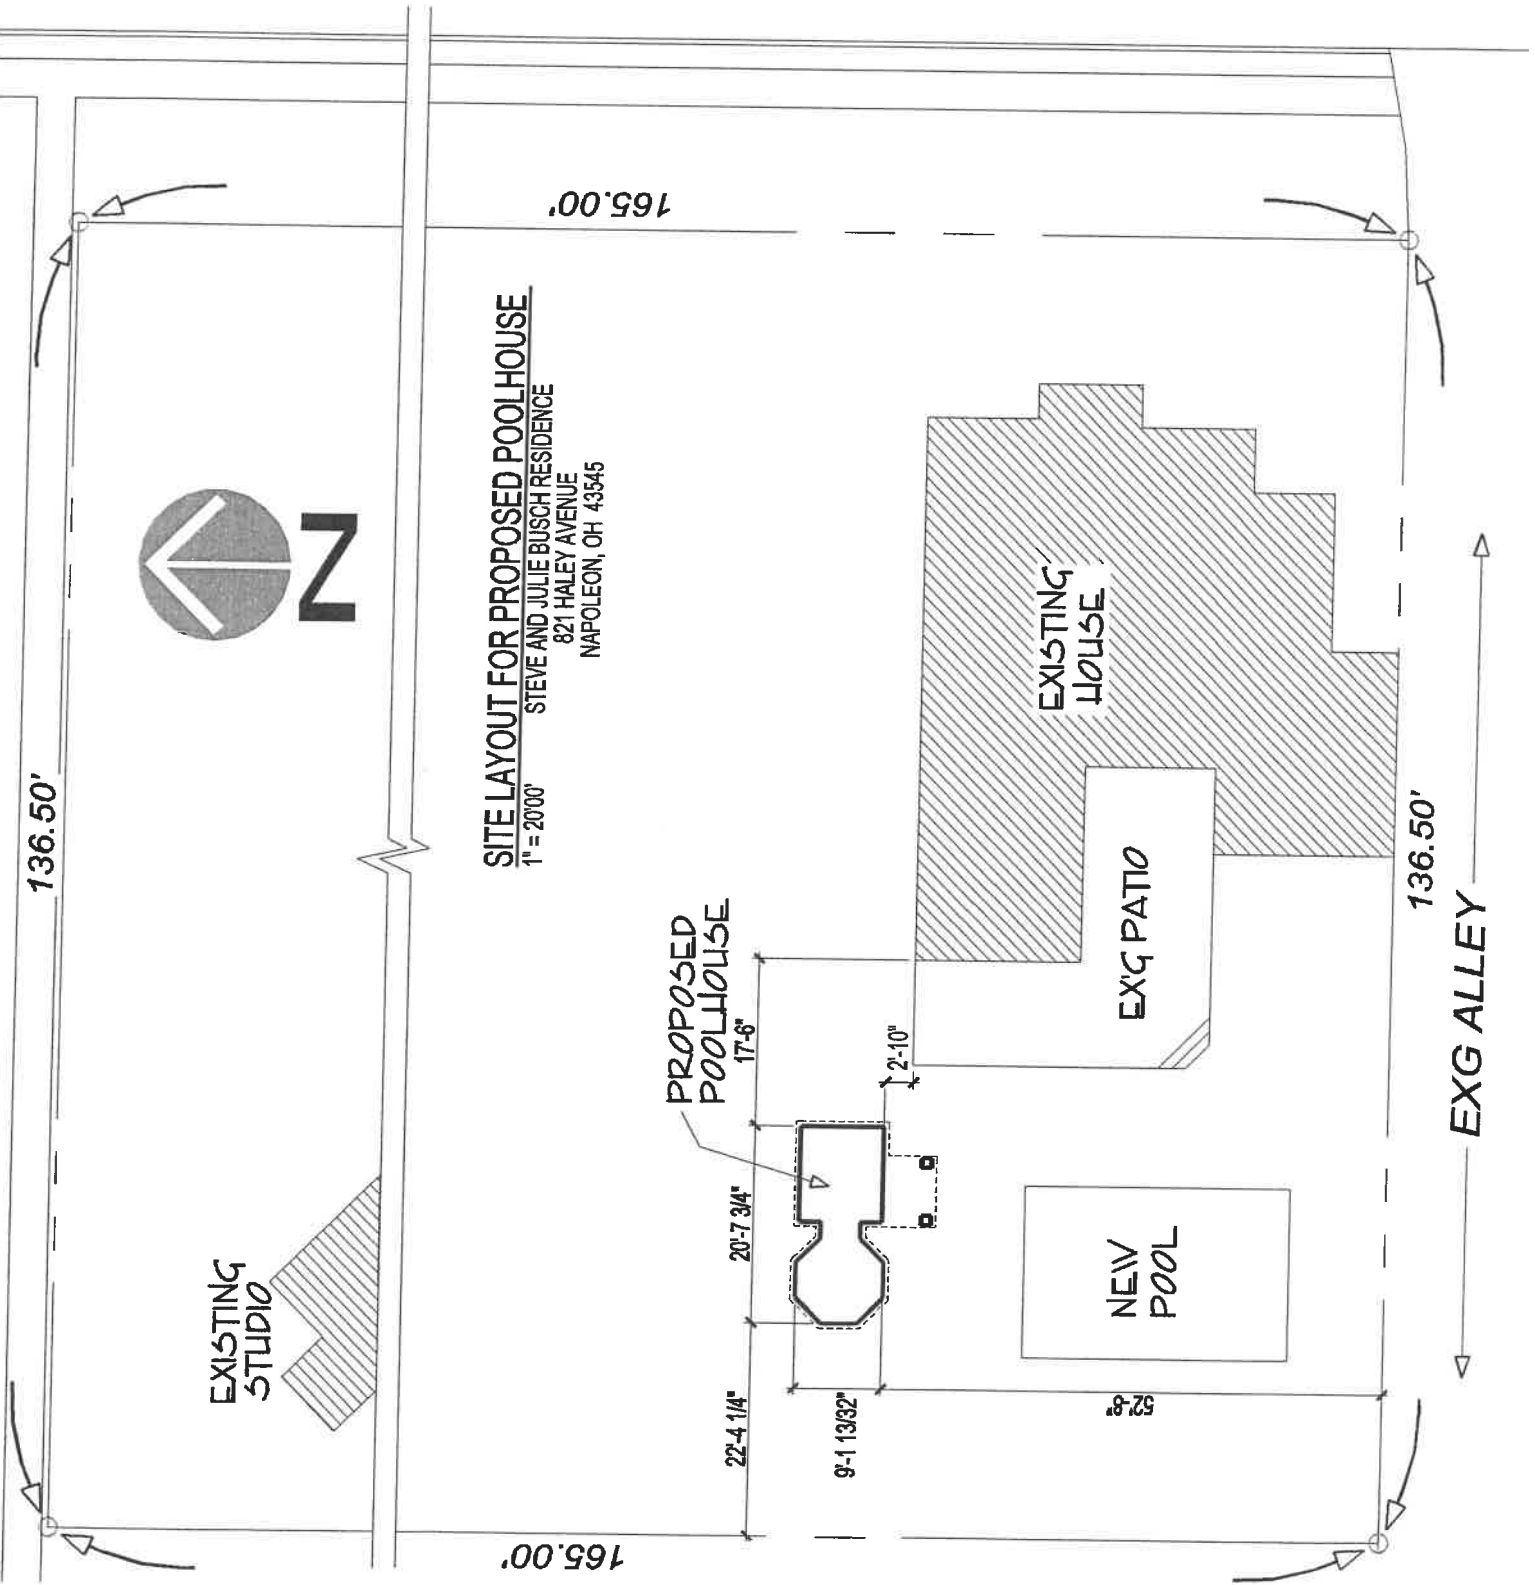 136.50'
165.00'
N
SITE LAYOUT FOR PROPOSED POOLHOUSE
1" = 20'00'
STEVE AND JULIE BUSCH RESIDENCE
821 HALEY AVENUE
NAPOLEON, OH 43545
EXISTING
STUDIO
PROPOSED
POOLHOUSE
17'-6"
20'-7 3/4"
22'-4 1/4"
2'-10"
9'-1 13/32"
52'-8"
EXISTING
HOUSE
EX'G PATIO
NEW
POOL
165.00'
136.50'
EXG ALLEY